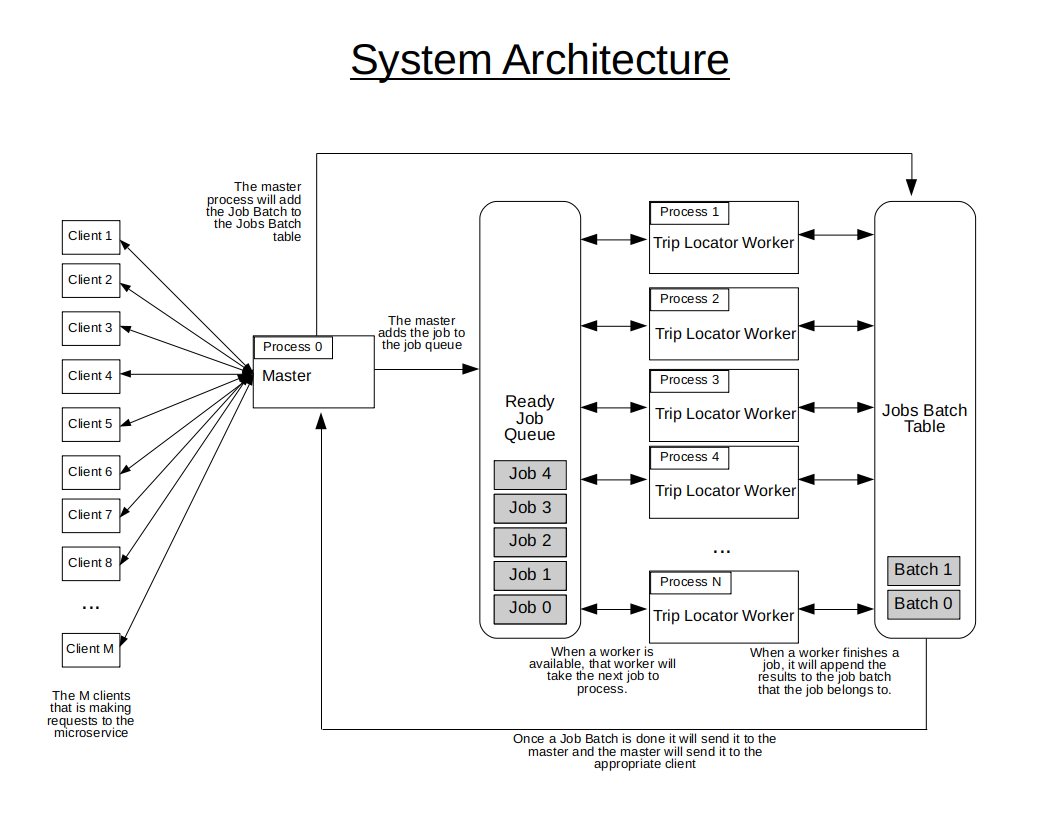 System Architecture
The master
process will add
the Job Batch to
the Jobs Batch
table
Client 1
Client 2
Client 3
Client 4
Client 5
Client 6
Client 7
Client 8
...
Client M
The M clients
that is making
requests to the
microservice
Process 0
Master
The master
adds the job to
the job queue
Ready
Job
Queue
Job 4
Job 3
Job 2
Job 1
Job 0
Process 1
Trip Locator Worker
Process 2
Trip Locator Worker
Process 3
Trip Locator Worker
Process 4
Trip Locator Worker
...
Process N
Trip Locator Worker
Jobs Batch
Table
Batch 1
Batch 0
When a worker is
available, that worker will
take the next job to
process.
When a worker finishes a
job, it will append the
results to the job batch
that the job belongs to.
Once a Job Batch is done it will send it to the
master and the master will send it to the
appropriate client